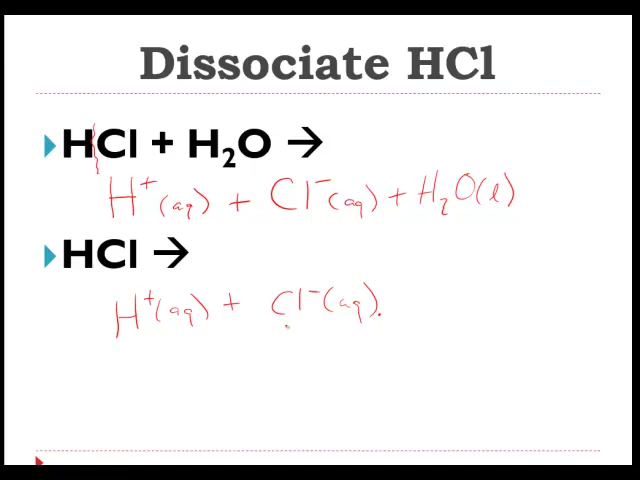 Dissociate HCl
HCl + H₂O →
H⁺(aq) + Cl⁻(aq) + H₂O(l)
HCl →
H⁺(aq) + Cl⁻(aq).